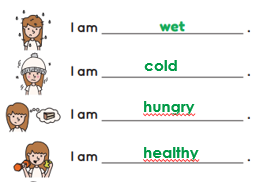 I am wet .
I am cold .
I am hungry .
I am healthy .